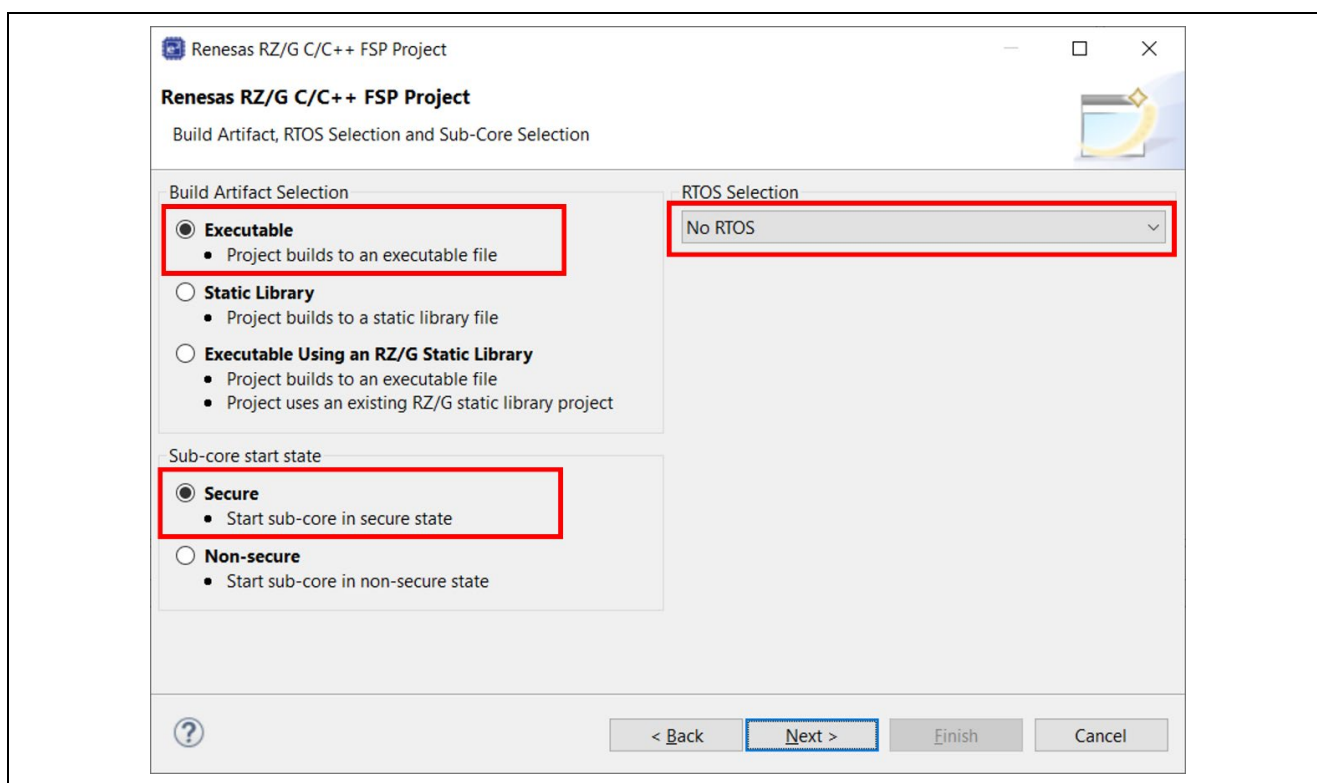 Renesas RZ/G C/C++ FSP Project
Renesas RZ/G C/C++ FSP Project
Build Artifact, RTOS Selection and Sub-Core Selection
Build Artifact Selection
Executable
• Project builds to an executable file
Static Library
• Project builds to a static library file
Executable Using an RZ/G Static Library
• Project builds to an executable file
• Project uses an existing RZ/G static library project
Sub-core start state
Secure
• Start sub-core in secure state
Non-secure
• Start sub-core in non-secure state
RTOS Selection
No RTOS
?
< Back
Next >
Finish
Cancel